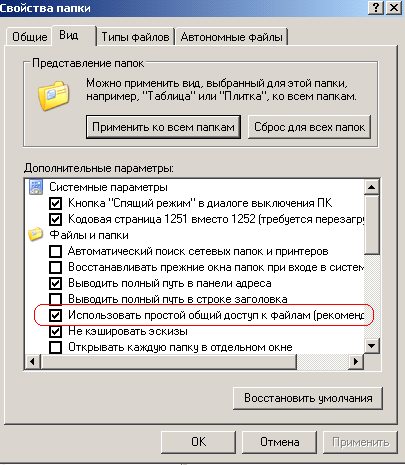 Свойства папки
Общие Вид Типы файлов Автономные файлы
Представление папок
Можно применить вид, выбранный для этой папки,
например, "Таблица" или "Плитка", ко всем папкам.
Применить ко всем папкам Сброс для всех папок
Дополнительные параметры:
Системные параметры
Кнопка "Спящий режим" в диалоге выключения ПК
Кодовая страница 1251 вместо 1252 (требуется перезагру
Файлы и папки
Автоматический поиск сетевых папок и принтеров
Восстанавливать прежние окна папок при входе в систем
Выводить полный путь в панели адреса
Выводить полный путь в строке заголовка
Использовать простой общий доступ к файлам (рекоменд
Не кэшировать эскизы
Открывать каждую папку в отдельном окне
Восстановить умолчания
OK Отмена Применить